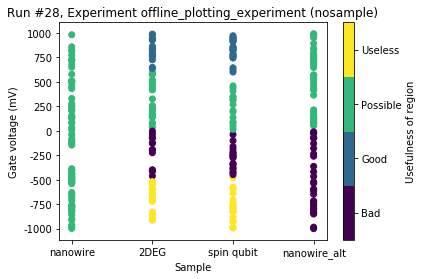 Run #28, Experiment offline_plotting_experiment (nosample)
1000
750
500
250
0
-250
-500
-750
-1000
Gate voltage (mV)
nanowire
2DEG
spin qubit
nanowire_alt
Sample
Useless
Possible
Good
Bad
Usefulness of region